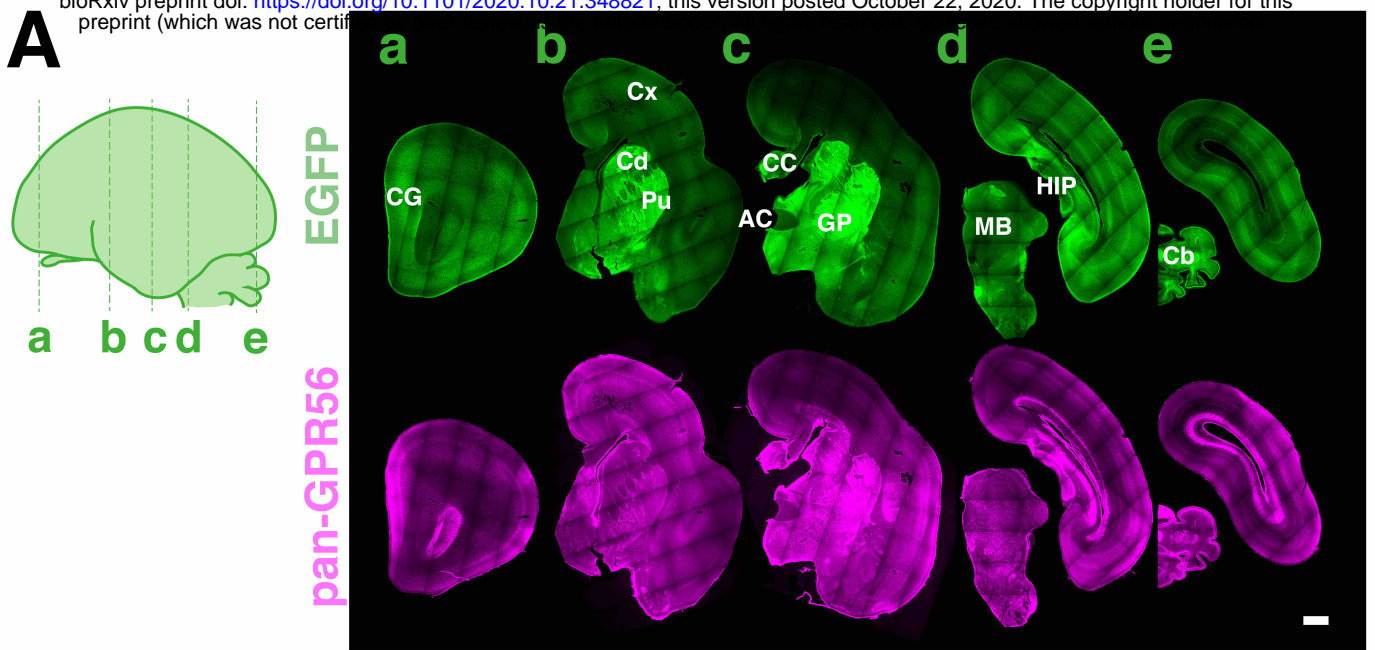 bioRxiv preprint doi: https://doi.org/10.1101/2020.10.21.348821; this version posted October 22, 2020. The copyright holder for this
preprint (which was not certif
A
a b c d e
EGFP
CG Cx Cd Pu CC AC GP MB HIP Cb
a b c d e
pan-GPR56